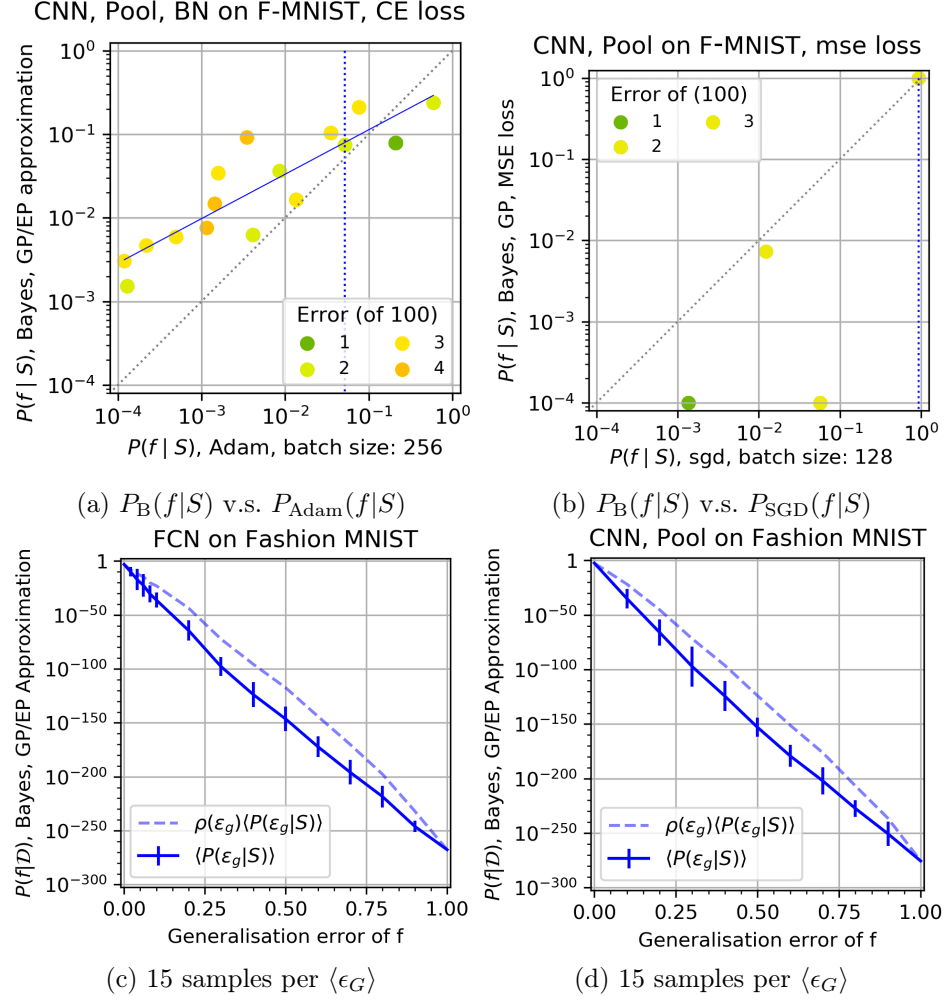 CNN, Pool, BN on F-MNIST, CE loss
P(f | S), Bayes, GP/EP approximation
10⁰
10⁻¹
10⁻²
10⁻³
10⁻⁴
Error (of 100)
1 3
2 4
10⁻⁴ 10⁻³ 10⁻² 10⁻¹ 10⁰
P(f | S), Adam, batch size: 256
(a) P_B(f|S) v.s. P_Adam(f|S)
CNN, Pool on F-MNIST, mse loss
P(f | S), Bayes, GP, MSE loss
10⁰
10⁻¹
10⁻²
10⁻³
10⁻⁴
Error of (100)
1 3
2
10⁻⁴ 10⁻³ 10⁻² 10⁻¹ 10⁰
P(f | S), sgd, batch size: 128
(b) P_B(f|S) v.s. P_SGD(f|S)
FCN on Fashion MNIST
P(f|𝒟), Bayes, GP/EP Approximation
1
10⁻⁵⁰
10⁻¹⁰⁰
10⁻¹⁵⁰
10⁻²⁰⁰
10⁻²⁵⁰
10⁻³⁰⁰
ρ(ε_g)⟨P(ε_g|S)⟩
⟨P(ε_g|S)⟩
0.00 0.25 0.50 0.75 1.00
Generalisation error of f
(c) 15 samples per ⟨ϵ_G⟩
CNN, Pool on Fashion MNIST
P(f|𝒟), Bayes, GP/EP Approximation
1
10⁻⁵⁰
10⁻¹⁰⁰
10⁻¹⁵⁰
10⁻²⁰⁰
10⁻²⁵⁰
10⁻³⁰⁰
ρ(ε_g)⟨P(ε_g|S)⟩
⟨P(ε_g|S)⟩
0.00 0.25 0.50 0.75 1.00
Generalisation error of f
(d) 15 samples per ⟨ϵ_G⟩